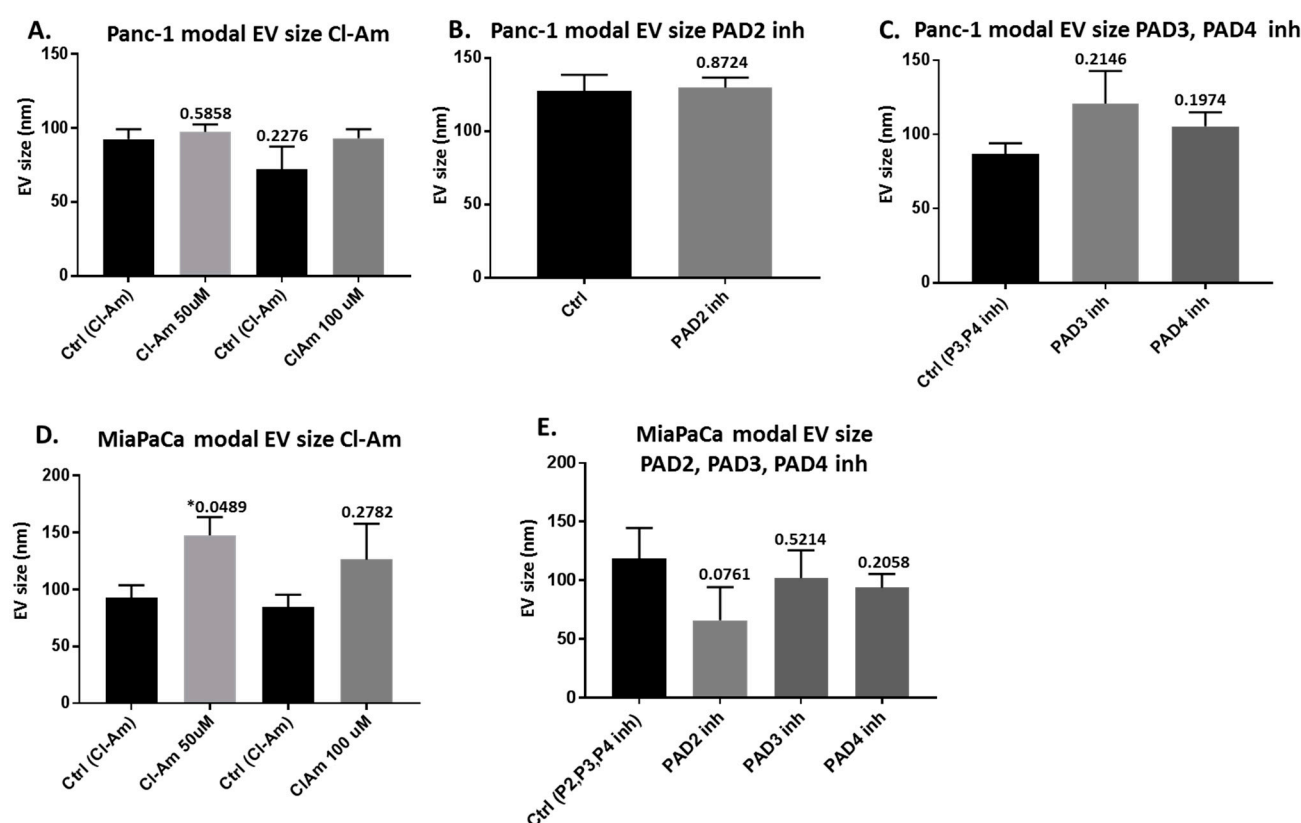 A.
Panc-1 modal EV size Cl-Am
EV size (nm)
150
100
50
0
0.5858
0.2276
Ctrl (Cl-Am)
Cl-Am 50uM
Ctrl (Cl-Am)
ClAm 100 uM
B.
Panc-1 modal EV size PAD2 inh
EV size (nm)
150
100
50
0
0.8724
Ctrl
PAD2 inh
C.
Panc-1 modal EV size PAD3, PAD4 inh
EV size (nm)
150
100
50
0
0.2146
0.1974
Ctrl (P3,P4 inh)
PAD3 inh
PAD4 inh
D.
MiaPaCa modal EV size Cl-Am
EV size (nm)
200
150
100
50
0
*0.0489
0.2782
Ctrl (Cl-Am)
Cl-Am 50uM
Ctrl (Cl-Am)
ClAm 100 uM
E.
MiaPaCa modal EV size
PAD2, PAD3, PAD4 inh
EV size (nm)
200
150
100
50
0
0.0761
0.5214
0.2058
Ctrl (P2,P3,P4 inh)
PAD2 inh
PAD3 inh
PAD4 inh